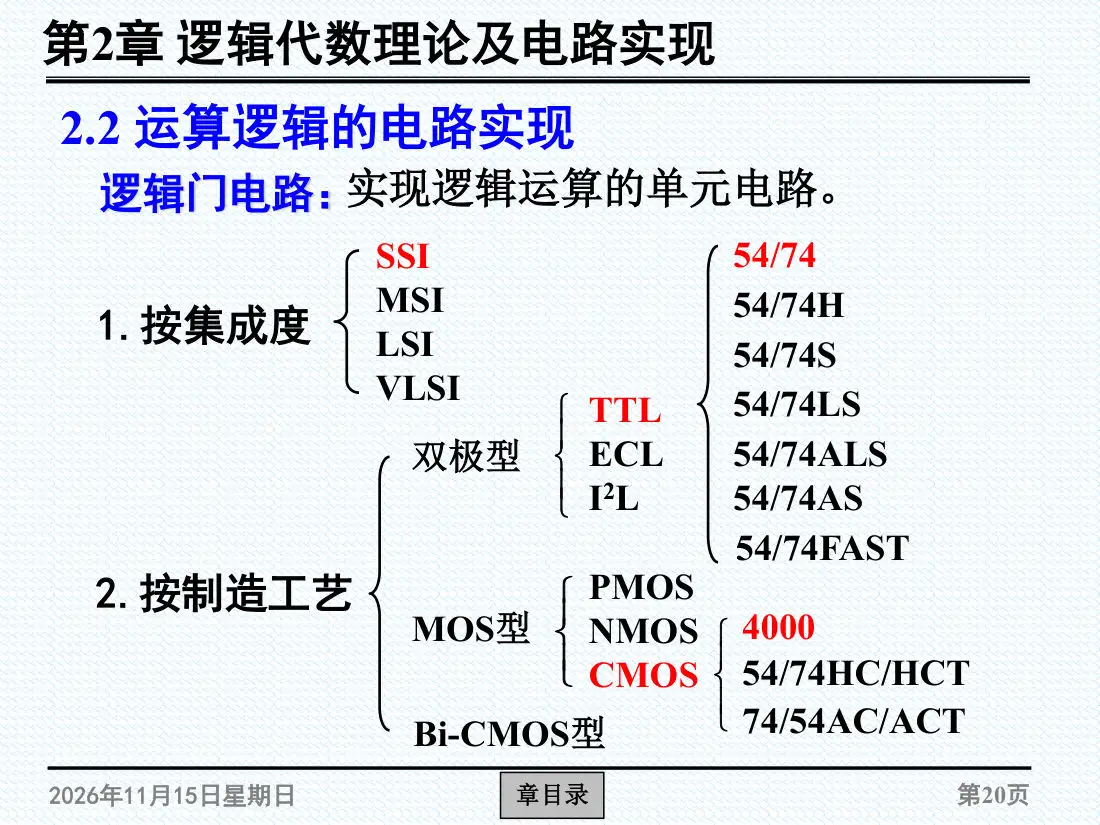 第2章 逻辑代数理论及电路实现
2.2 运算逻辑的电路实现
逻辑门电路：实现逻辑运算的单元电路。
1.按集成度
SSI
MSI
LSI
VLSI
2.按制造工艺
双极型
TTL
ECL
I²L
54/74
54/74H
54/74S
54/74LS
54/74ALS
54/74AS
54/74FAST
MOS型
PMOS
NMOS
CMOS
4000
54/74HC/HCT
74/54AC/ACT
Bi-CMOS型
2026年11月15日星期日
章目录
第20页